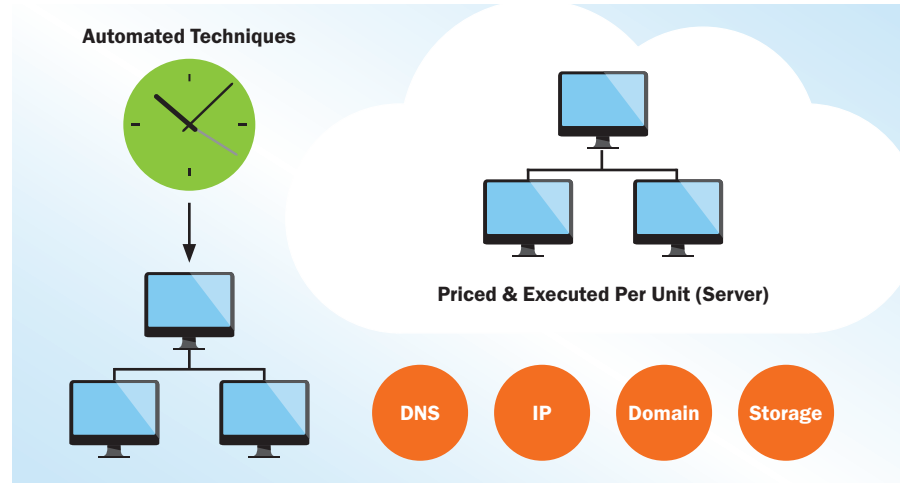 Automated Techniques
Priced & Executed Per Unit (Server)
DNS
IP
Domain
Storage